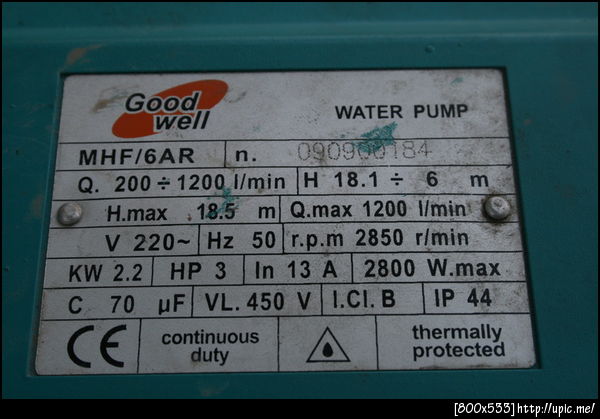 Good well
WATER PUMP
MHF/6AR n. 090900184
Q. 200 ÷ 1200 l/min H 18.1 ÷ 6 m
H.max 18.5 m Q.max 1200 l/min
V 220~ Hz 50 r.p.m 2850 r/min
KW 2.2 HP 3 In 13 A 2800 W.max
C 70 µF VL. 450 V I.Cl. B IP 44
CE continuous duty thermally protected
[800x533]http://upic.me/